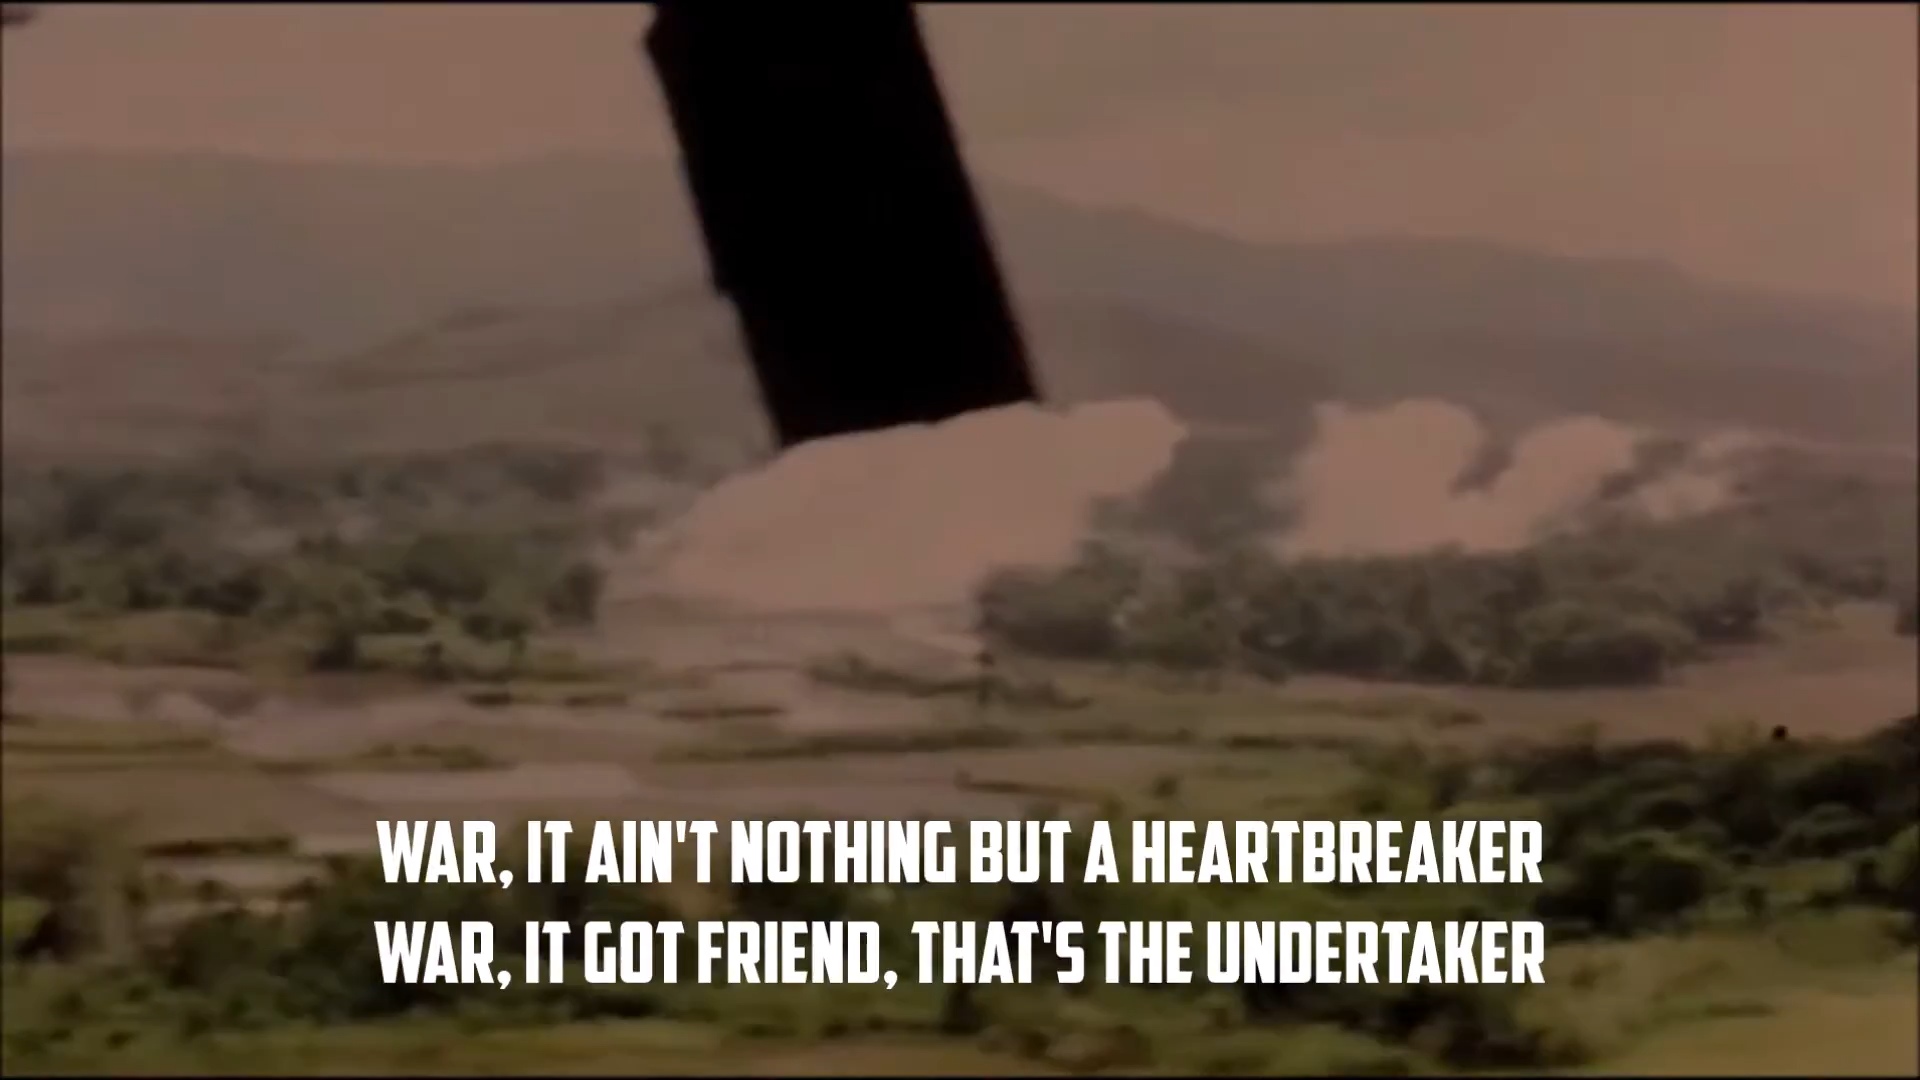 WAR, IT AIN'T NOTHING BUT A HEARTBREAKER
WAR, IT GOT FRIEND, THAT'S THE UNDERTAKER